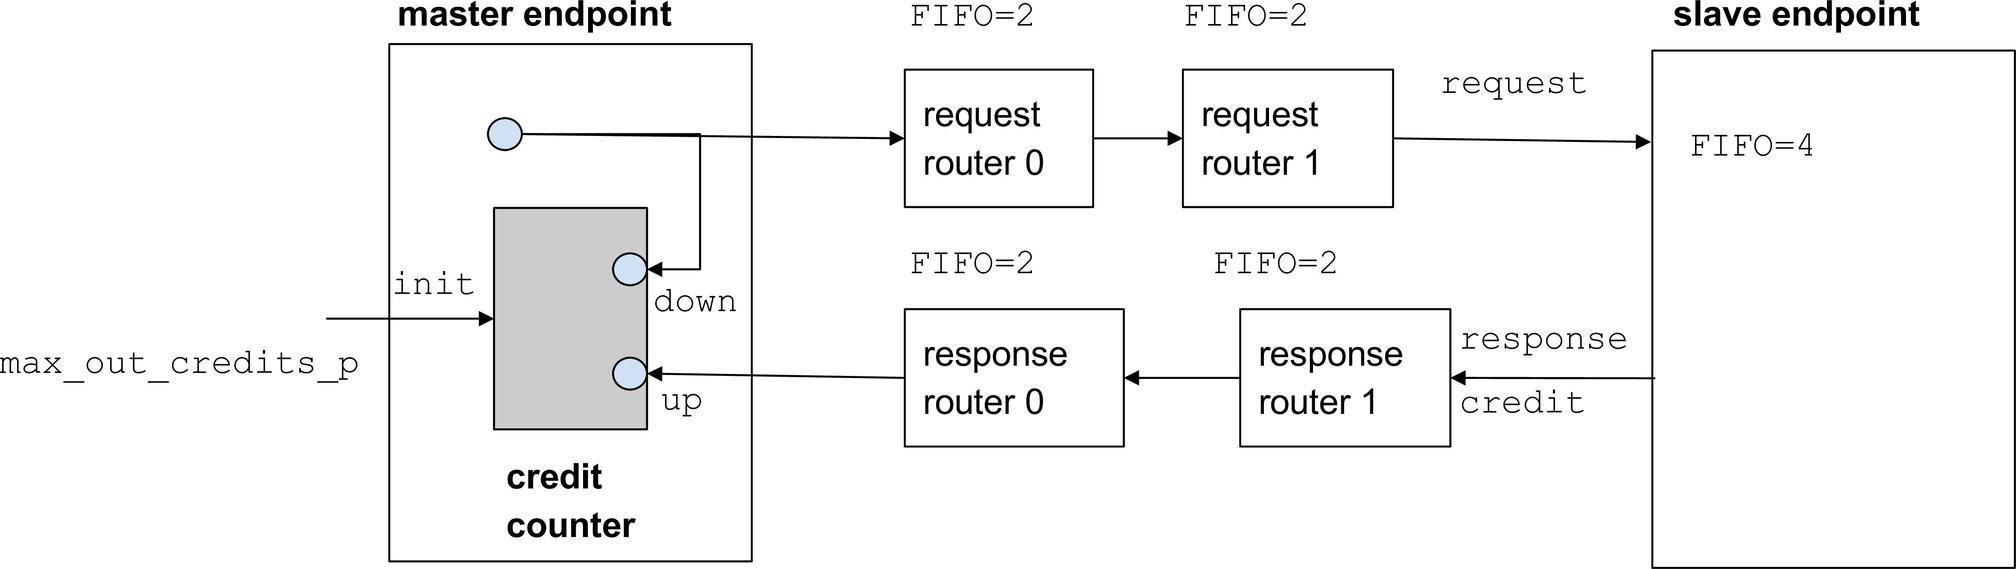 master endpoint
FIFO=2
FIFO=2
slave endpoint
request
router 0
request
router 1
request
FIFO=4
init
down
max_out_credits_p
up
FIFO=2
FIFO=2
response
router 0
response
router 1
response
credit
credit
counter